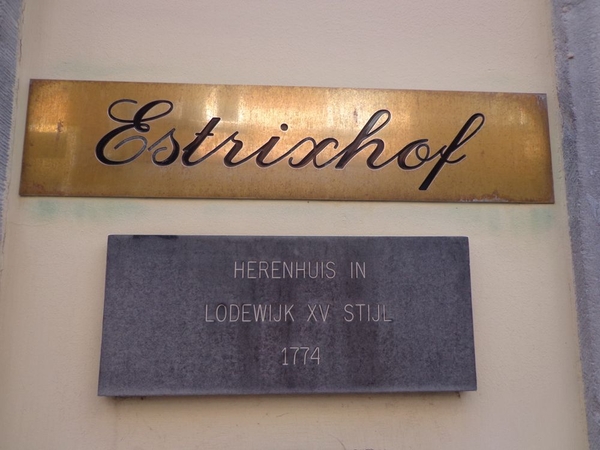 Estrixhof
HERENHUIS IN
LODEWIJK XV STIJL
1774